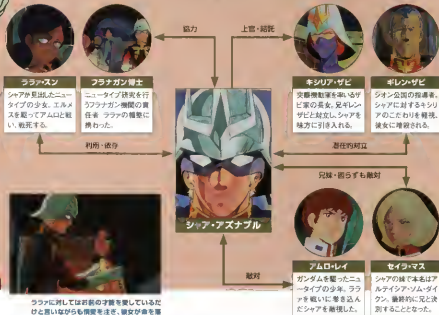 協力
上官・結託
ララァ・スン
シャアが見出したニュー
タイプの少女。エルメ
スを駆ってアムロと戦
い、戦死する。
フラナガン博士
ニュータイプ研究を行
うフラナガン機関の責
任者。ララァの調整に
携わった。
キシリア・ザビ
突撃機動軍を率いるザ
ビ家の長女。兄ギレン・
ザビと対立し、シャアを
味方に引き入れる。
ギレン・ザビ
ジオン公国の指導者。
シャアに対するキシリ
アのこだわりを軽視。
彼女に暗殺される。
利用・依存
潜在的対立
兄妹・図らずも敵対
シャア・アズナブル
敵対
アムロ・レイ
ガンダムを駆ったニュ
ータイプの少年。ララ
ァを戦いに巻き込ん
だシャアを敵視した。
セイラ・マス
シャアの妹で本名はア
ルテイシア・ソム・ダイ
クン。最終的に兄と決
別することとなった。
ララァに対してはお前の才能を愛しているだ
けと言いながらも情愛を注ぎ、彼女が命を落